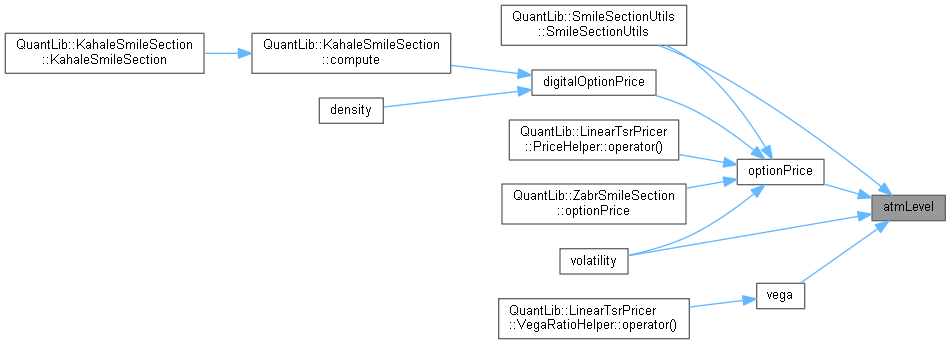 QuantLib::SmileSectionUtils
::SmileSectionUtils
QuantLib::KahaleSmileSection
::KahaleSmileSection
QuantLib::KahaleSmileSection
::compute
digitalOptionPrice
density
QuantLib::LinearTsrPricer
::PriceHelper::operator()
optionPrice
QuantLib::ZabrSmileSection
::optionPrice
atmLevel
volatility
vega
QuantLib::LinearTsrPricer
::VegaRatioHelper::operator()